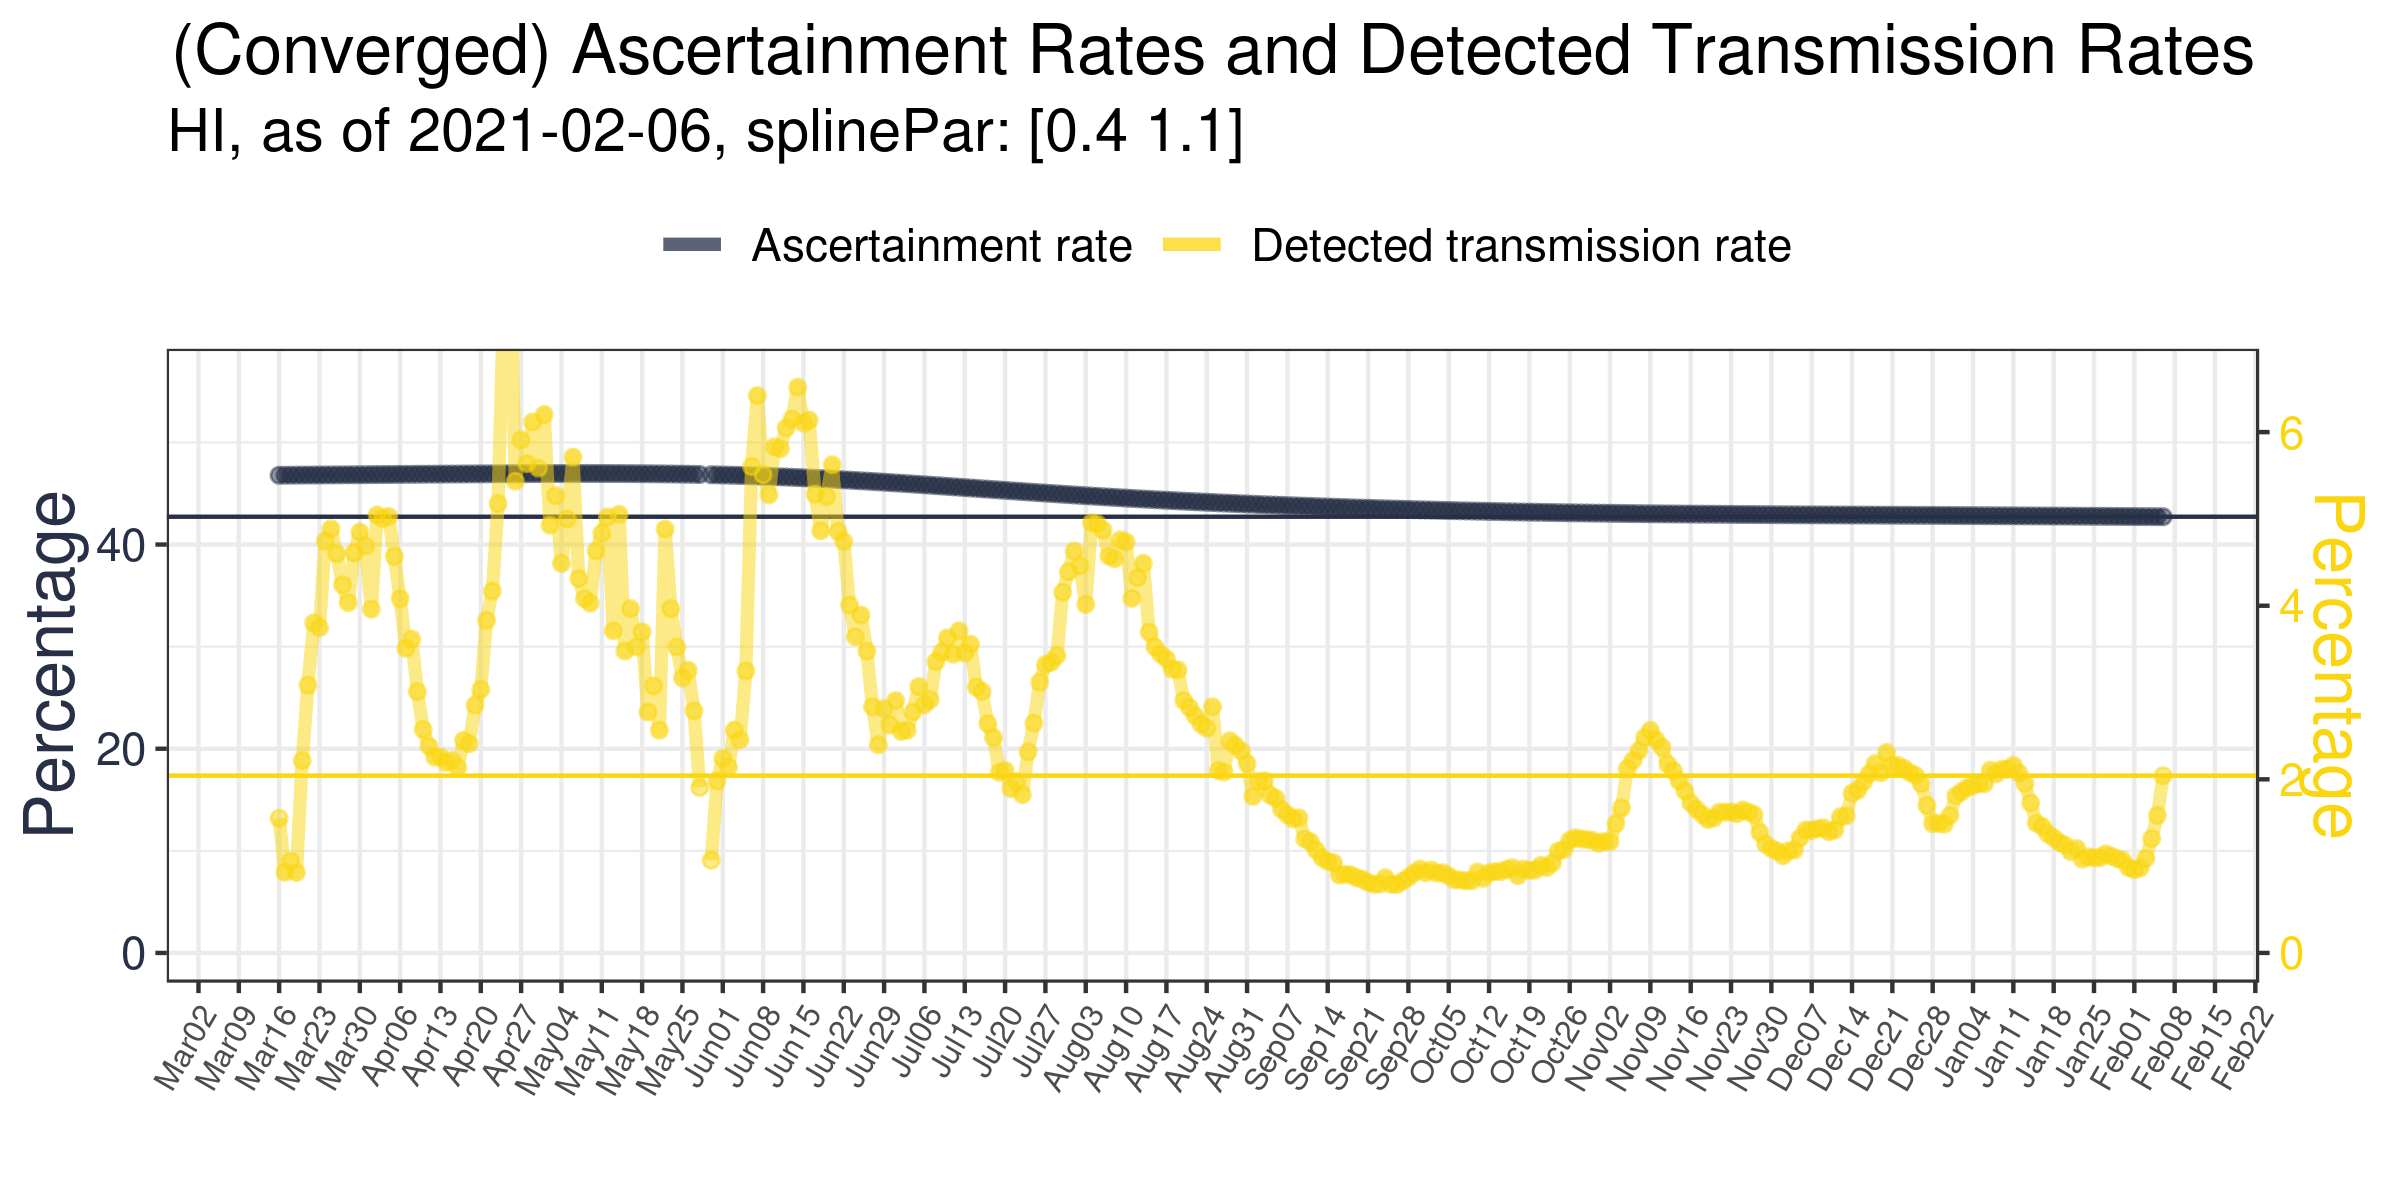 (Converged) Ascertainment Rates and Detected Transmission Rates
HI, as of 2021-02-06, splinePar: [0.4 1.1]
Ascertainment rate Detected transmission rate
Percentage
40
20
0
6
4
2
0
Percentage
Mar02 Mar09 Mar16 Mar23 Mar30 Apr06 Apr13 Apr20 Apr27 May04 May11 May18 May25 Jun01 Jun08 Jun15 Jun22 Jun29 Jul06 Jul13 Jul20 Jul27 Aug03 Aug10 Aug17 Aug24 Aug31 Sep07 Sep14 Sep21 Sep28 Oct05 Oct12 Oct19 Oct26 Nov02 Nov09 Nov16 Nov23 Nov30 Dec07 Dec14 Dec21 Dec28 Jan04 Jan11 Jan18 Jan25 Feb01 Feb08 Feb15 Feb22